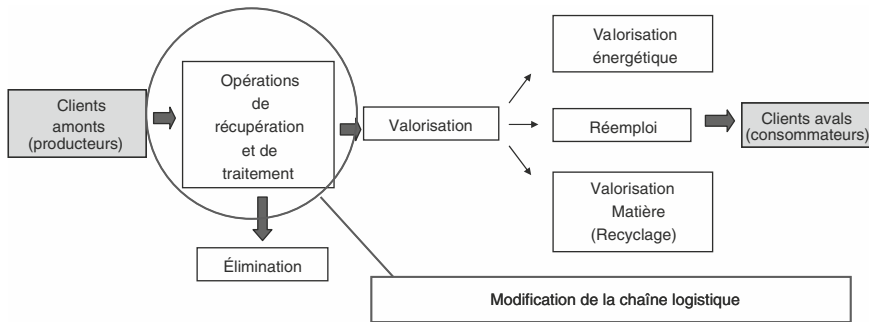 Clients
amonts
(producteurs)
Opérations
de
récupération
et de
traitement
Élimination
Valorisation
Valorisation
énergétique
Réemploi
Valorisation
Matière
(Recyclage)
Clients avals
(consommateurs)
Modification de la chaîne logistique